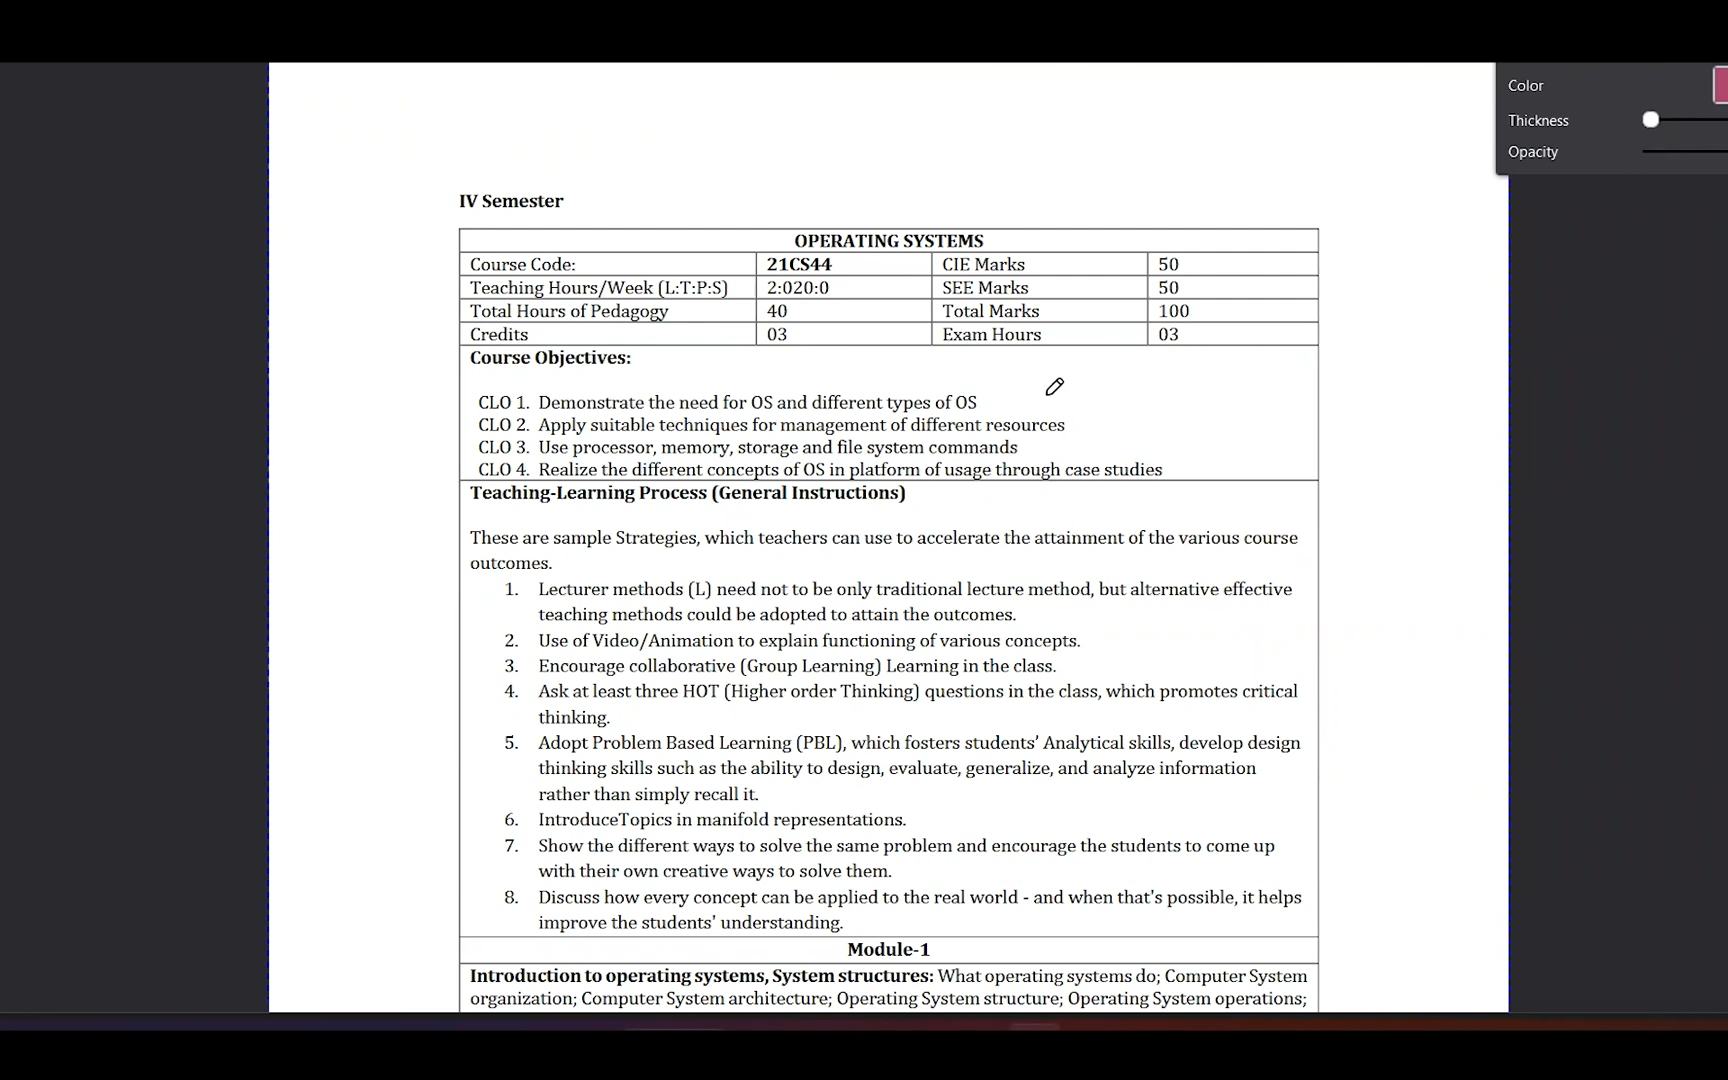 Color
Thickness
Opacity
IV Semester
OPERATING SYSTEMS
Course Code: 21CS44 CIE Marks 50
Teaching Hours/Week (L:T:P:S) 2:020:0 SEE Marks 50
Total Hours of Pedagogy 40 Total Marks 100
Credits 03 Exam Hours 03
Course Objectives:
CLO 1. Demonstrate the need for OS and different types of OS
CLO 2. Apply suitable techniques for management of different resources
CLO 3. Use processor, memory, storage and file system commands
CLO 4. Realize the different concepts of OS in platform of usage through case studies
Teaching-Learning Process (General Instructions)
These are sample Strategies, which teachers can use to accelerate the attainment of the various course
outcomes.
1. Lecturer methods (L) need not to be only traditional lecture method, but alternative effective
teaching methods could be adopted to attain the outcomes.
2. Use of Video/Animation to explain functioning of various concepts.
3. Encourage collaborative (Group Learning) Learning in the class.
4. Ask at least three HOT (Higher order Thinking) questions in the class, which promotes critical
thinking.
5. Adopt Problem Based Learning (PBL), which fosters students’ Analytical skills, develop design
thinking skills such as the ability to design, evaluate, generalize, and analyze information
rather than simply recall it.
6. IntroduceTopics in manifold representations.
7. Show the different ways to solve the same problem and encourage the students to come up
with their own creative ways to solve them.
8. Discuss how every concept can be applied to the real world - and when that's possible, it helps
improve the students' understanding.
Module-1
Introduction to operating systems, System structures: What operating systems do; Computer System
organization; Computer System architecture; Operating System structure; Operating System operations;